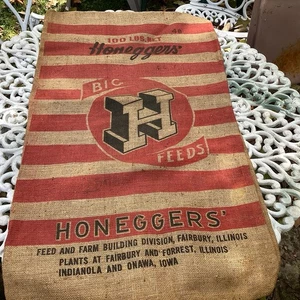 100 LBS. NET
Honeggers'
BIG
H
FEEDS
HONEGGERS'
FEED AND FARM BUILDING DIVISION, FAIRBURY, ILLINOIS
PLANTS AT FAIRBURY AND FORREST, ILLINOIS
INDIANOLA AND ONAWA, IOWA